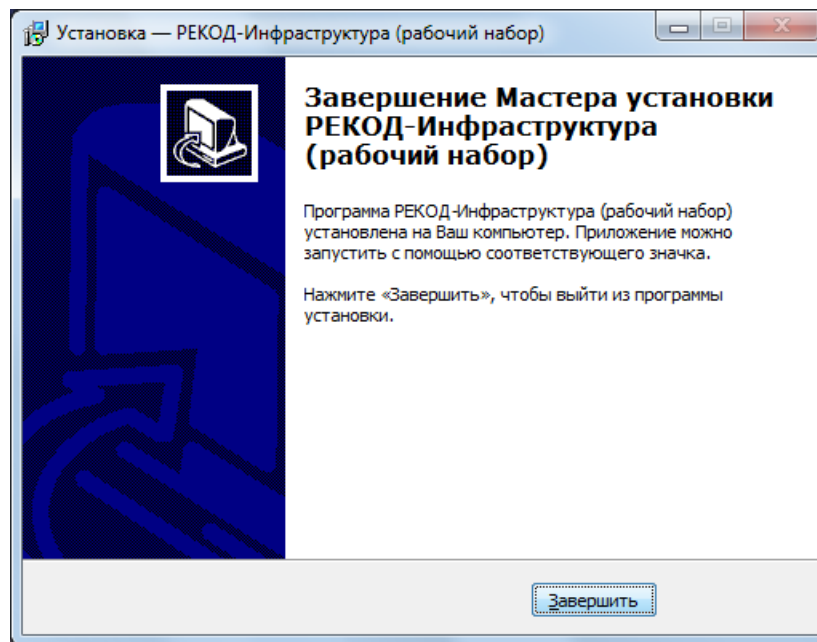 Установка — РЕКОД-Инфраструктура (рабочий набор)
Завершение Мастера установки
РЕКОД-Инфраструктура
(рабочий набор)
Программа РЕКОД-Инфраструктура (рабочий набор)
установлена на Ваш компьютер. Приложение можно
запустить с помощью соответствующего значка.
Нажмите «Завершить», чтобы выйти из программы
установки.
Завершить